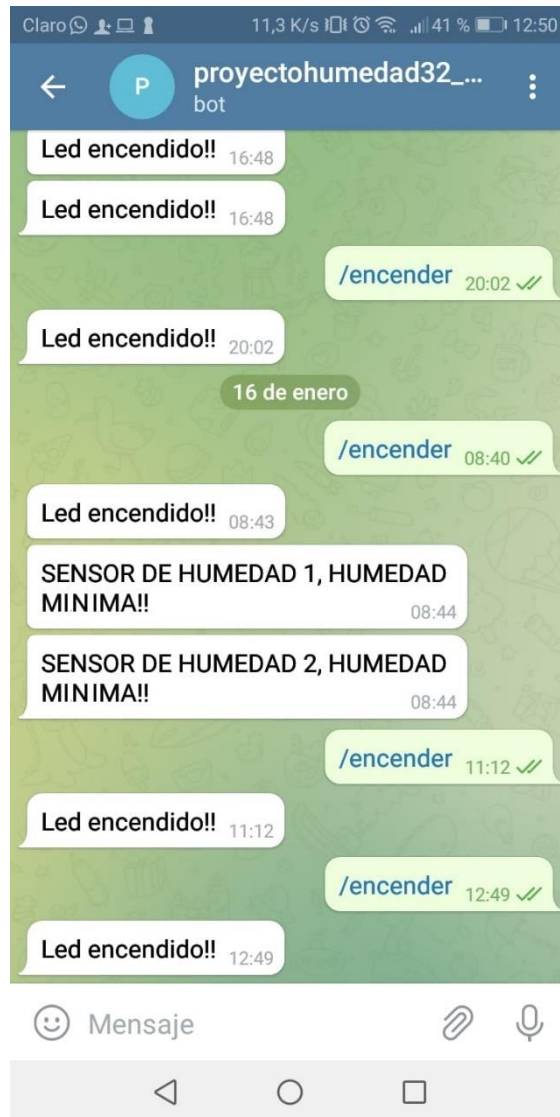 Claro 11,3 K/s 41 % 12:50
P
proyectohumedad32_...
bot
Led encendido!! 16:48
Led encendido!! 16:48
/encender 20:02
Led encendido!! 20:02
16 de enero
/encender 08:40
Led encendido!! 08:43
SENSOR DE HUMEDAD 1, HUMEDAD
MINIMA!! 08:44
SENSOR DE HUMEDAD 2, HUMEDAD
MINIMA!! 08:44
/encender 11:12
Led encendido!! 11:12
/encender 12:49
Led encendido!! 12:49
Mensaje